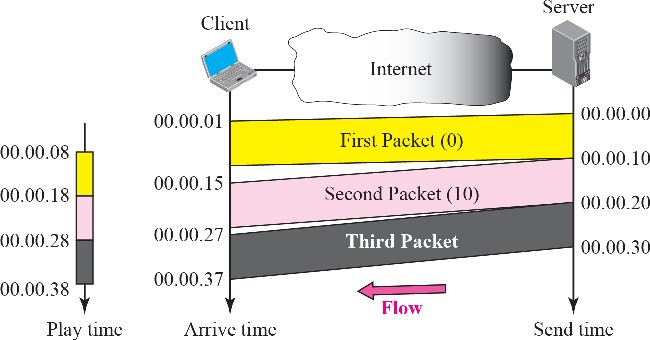 Client
Server
Internet
00.00.01
00.00.00
First Packet (0)
00.00.08
00.00.10
00.00.15
Second Packet (10)
00.00.18
00.00.20
00.00.27
Third Packet
00.00.28
00.00.30
00.00.37
00.00.38
Flow
Play time
Arrive time
Send time